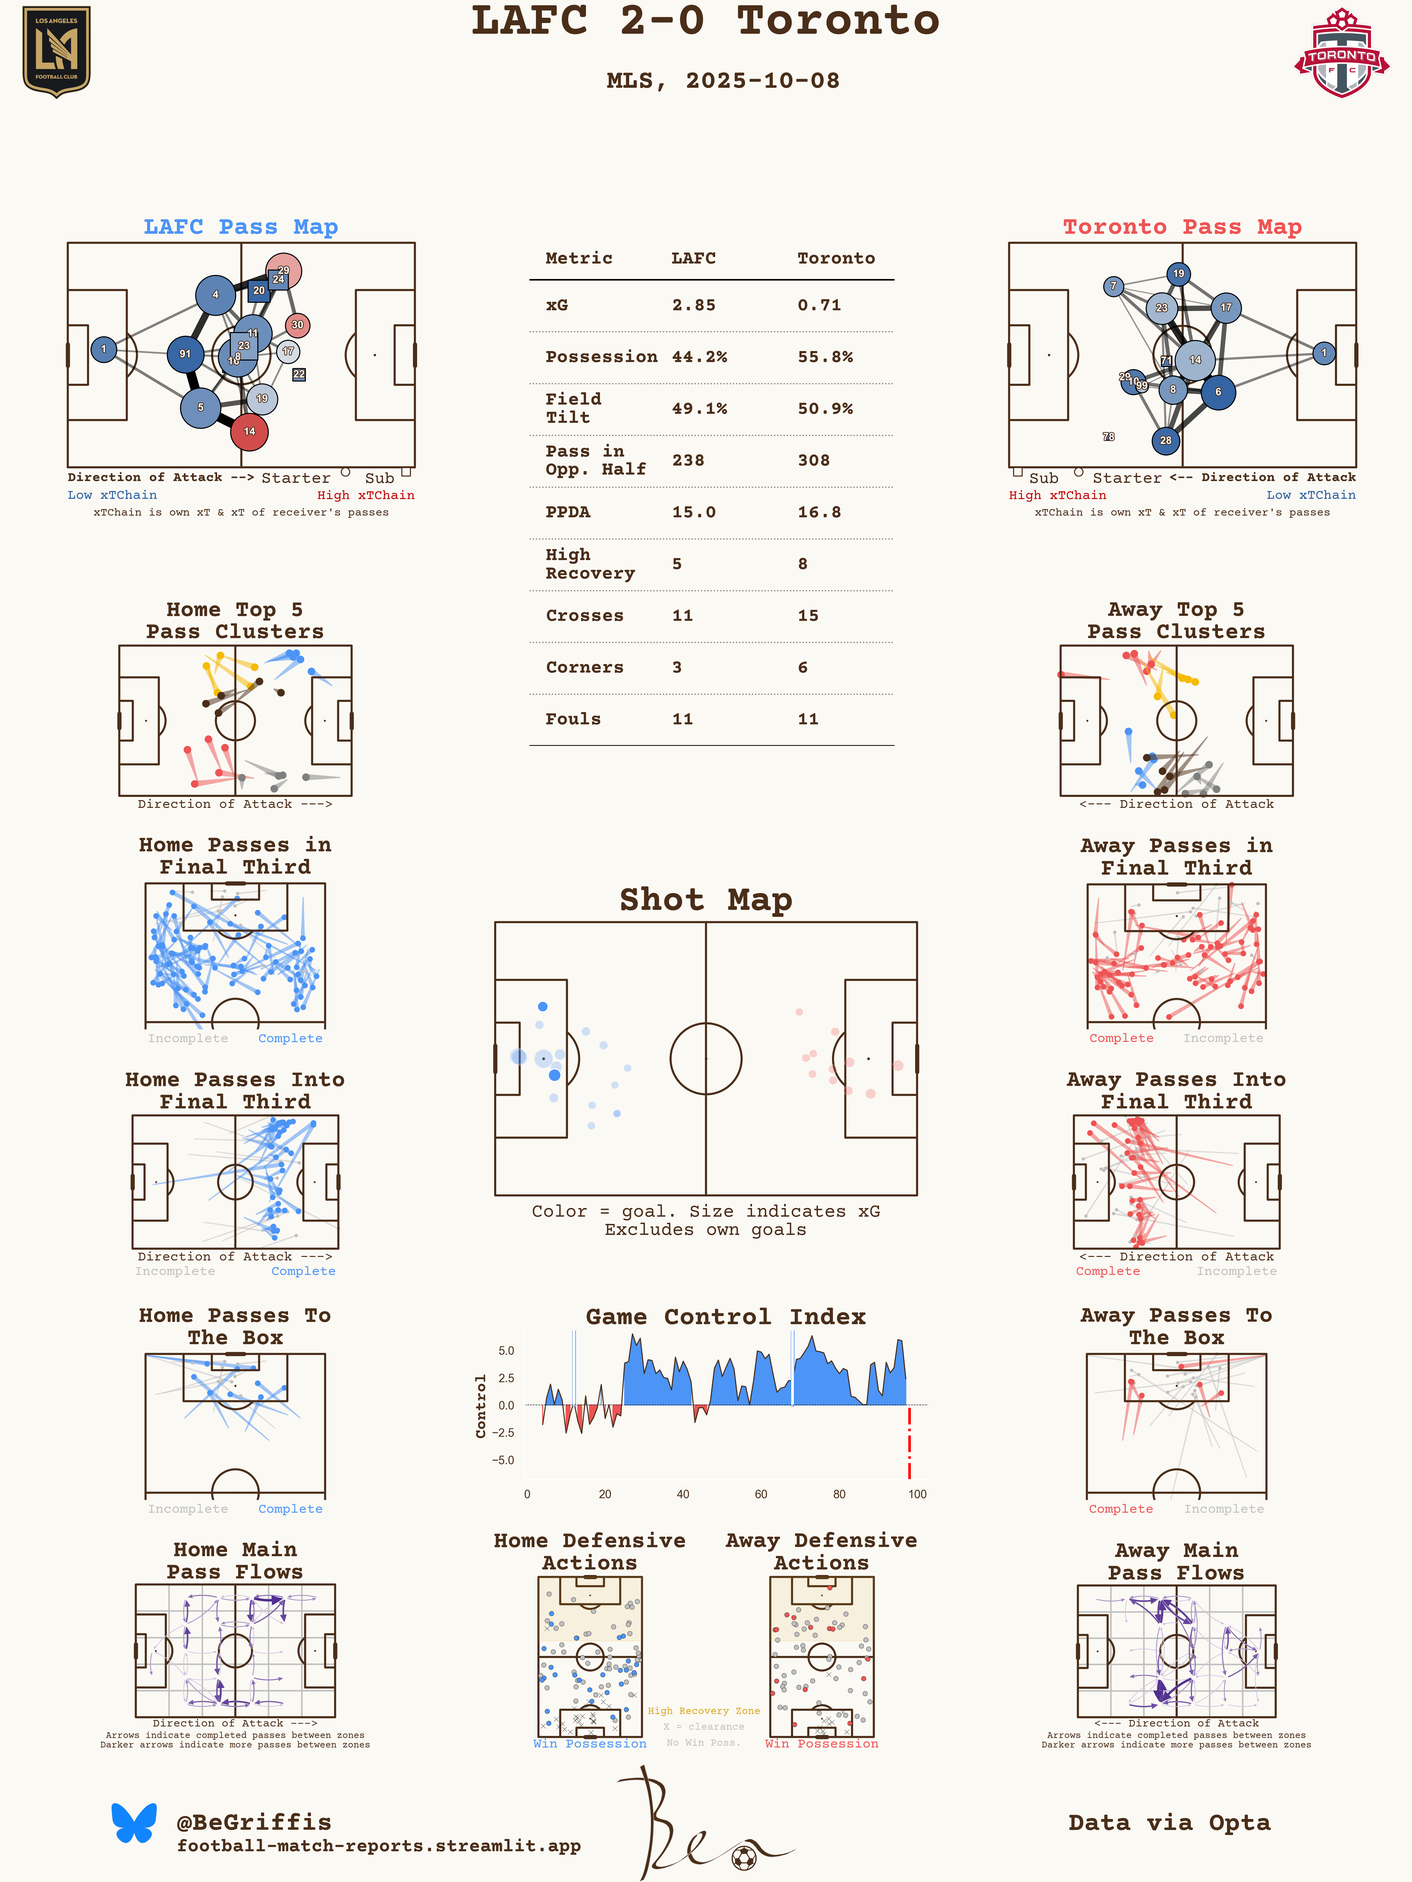 LAFC 2-0 Toronto
MLS, 2025-10-08
LOS ANGELES
FOOTBALL CLUB
TORONTO
F C
LAFC Pass Map
29
24
20
4
30
11
23
17
1
91
8
16
22
19
5
14
Direction of Attack --> Starter Sub
Low xTChain High xTChain
xTChain is own xT & xT of receiver's passes
Metric LAFC Toronto
xG 2.85 0.71
Possession 44.2% 55.8%
Field Tilt 49.1% 50.9%
Pass in Opp. Half 238 308
PPDA 15.0 16.8
High Recovery 5 8
Crosses 11 15
Corners 3 6
Fouls 11 11
Toronto Pass Map
19
7
23
17
1
71
14
29
10
99
8
6
78
28
Sub Starter <-- Direction of Attack
High xTChain Low xTChain
xTChain is own xT & xT of receiver's passes
Home Top 5
Pass Clusters
Direction of Attack --->
Away Top 5
Pass Clusters
<--- Direction of Attack
Home Passes in
Final Third
Incomplete Complete
Away Passes in
Final Third
Complete Incomplete
Shot Map
Color = goal. Size indicates xG
Excludes own goals
Home Passes Into
Final Third
Direction of Attack --->
Incomplete Complete
Away Passes Into
Final Third
<--- Direction of Attack
Complete Incomplete
Home Passes To
The Box
Incomplete Complete
Game Control Index
Control
5.0
2.5
0.0
−2.5
−5.0
0 20 40 60 80 100
Away Passes To
The Box
Complete Incomplete
Home Main
Pass Flows
Direction of Attack --->
Arrows indicate completed passes between zones
Darker arrows indicate more passes between zones
Home Defensive
Actions
Win Possession
High Recovery Zone
X = clearance
No Win Poss.
Away Defensive
Actions
Win Possession
Away Main
Pass Flows
<--- Direction of Attack
Arrows indicate completed passes between zones
Darker arrows indicate more passes between zones
@BeGriffis
football-match-reports.streamlit.app
Ben
Data via Opta